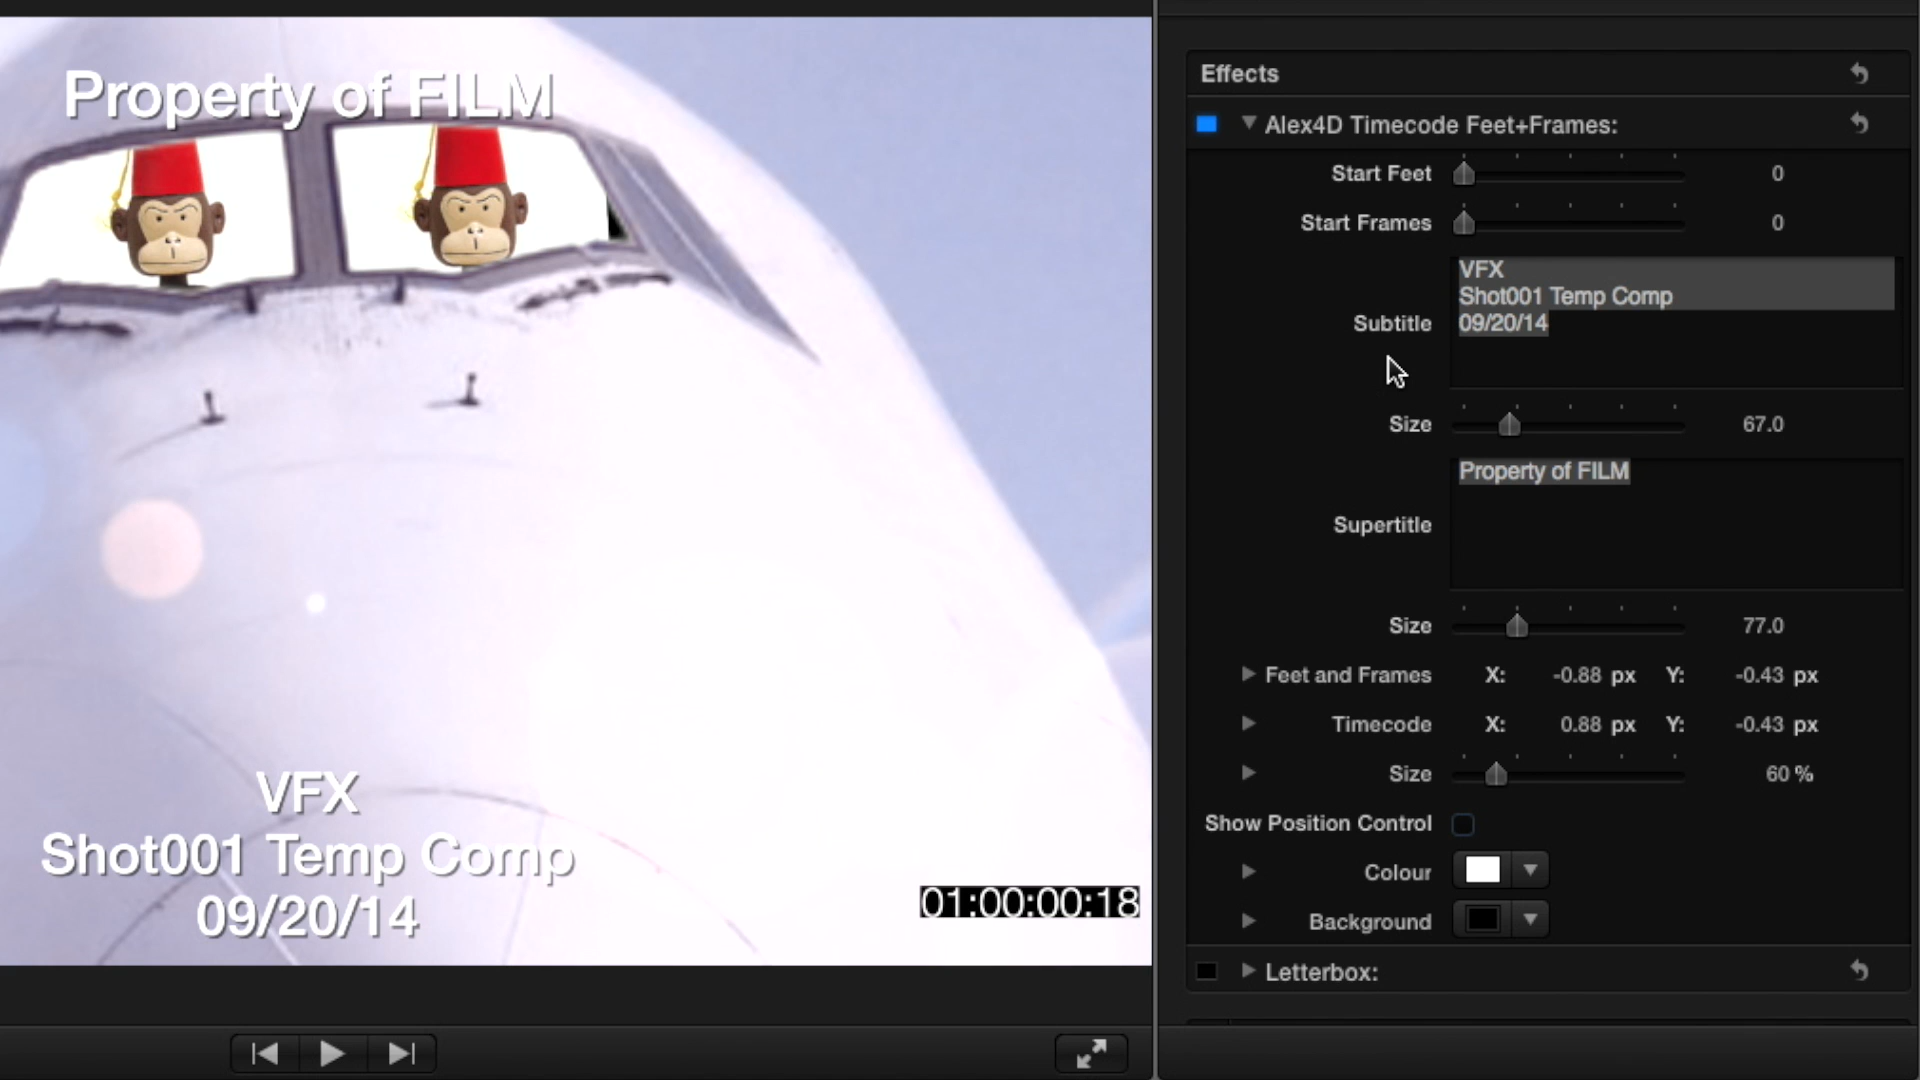 Property of FILM
VFX
Shot001 Temp Comp
09/20/14
01:00:00:18
Effects
Alex4D Timecode Feet+Frames:
Start Feet 0
Start Frames 0
Subtitle
VFX
Shot001 Temp Comp
09/20/14
Size 67.0
Supertitle
Property of FILM
Size 77.0
Feet and Frames X: -0.88 px Y: -0.43 px
Timecode X: 0.88 px Y: -0.43 px
Size 60 %
Show Position Control
Colour
Background
Letterbox: